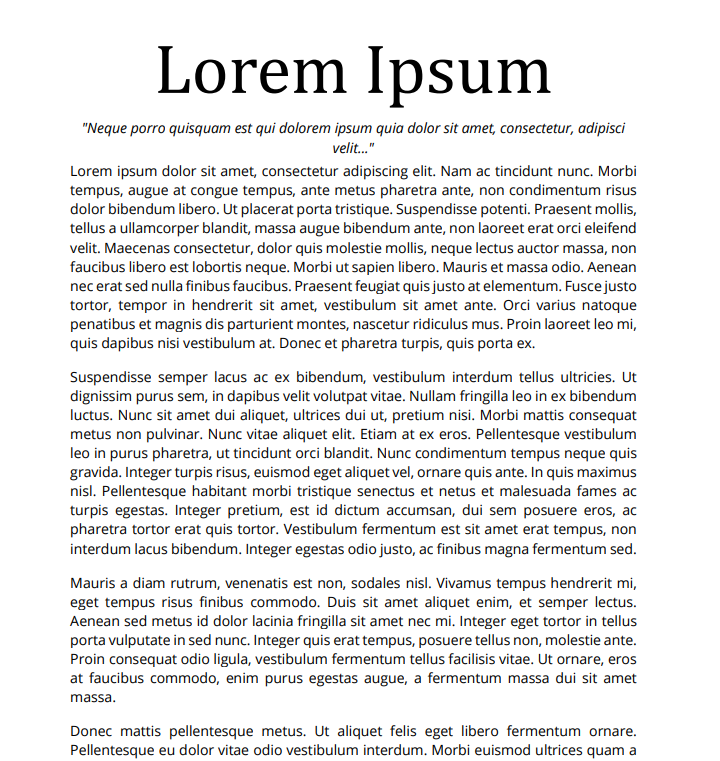 Lorem Ipsum
"Neque porro quisquam est qui dolorem ipsum quia dolor sit amet, consectetur, adipisci
velit..."
Lorem ipsum dolor sit amet, consectetur adipiscing elit. Nam ac tincidunt nunc. Morbi
tempus, augue at congue tempus, ante metus pharetra ante, non condimentum risus
dolor bibendum libero. Ut placerat porta tristique. Suspendisse potenti. Praesent mollis,
tellus a ullamcorper blandit, massa augue bibendum ante, non laoreet erat orci eleifend
velit. Maecenas consectetur, dolor quis molestie mollis, neque lectus auctor massa, non
faucibus libero est lobortis neque. Morbi ut sapien libero. Mauris et massa odio. Aenean
nec erat sed nulla finibus faucibus. Praesent feugiat quis justo at elementum. Fusce justo
tortor, tempor in hendrerit sit amet, vestibulum sit amet ante. Orci varius natoque
penatibus et magnis dis parturient montes, nascetur ridiculus mus. Proin laoreet leo mi,
quis dapibus nisi vestibulum at. Donec et pharetra turpis, quis porta ex.
Suspendisse semper lacus ac ex bibendum, vestibulum interdum tellus ultricies. Ut
dignissim purus sem, in dapibus velit volutpat vitae. Nullam fringilla leo in ex bibendum
luctus. Nunc sit amet dui aliquet, ultrices dui ut, pretium nisi. Morbi mattis consequat
metus non pulvinar. Nunc vitae aliquet elit. Etiam at ex eros. Pellentesque vestibulum
leo in purus pharetra, ut tincidunt orci blandit. Nunc condimentum tempus neque quis
gravida. Integer turpis risus, euismod eget aliquet vel, ornare quis ante. In quis maximus
nisl. Pellentesque habitant morbi tristique senectus et netus et malesuada fames ac
turpis egestas. Integer pretium, est id dictum accumsan, dui sem posuere eros, ac
pharetra tortor erat quis tortor. Vestibulum fermentum est sit amet erat tempus, non
interdum lacus bibendum. Integer egestas odio justo, ac finibus magna fermentum sed.
Mauris a diam rutrum, venenatis est non, sodales nisl. Vivamus tempus hendrerit mi,
eget tempus risus finibus commodo. Duis sit amet aliquet enim, et semper lectus.
Aenean sed metus id dolor lacinia fringilla sit amet nec mi. Integer eget tortor in tellus
porta vulputate in sed nunc. Integer quis erat tempus, posuere tellus non, molestie ante.
Proin consequat odio ligula, vestibulum fermentum tellus facilisis vitae. Ut ornare, eros
at faucibus commodo, enim purus egestas augue, a fermentum massa dui sit amet
massa.
Donec mattis pellentesque metus. Ut aliquet felis eget libero fermentum ornare.
Pellentesque eu dolor vitae odio vestibulum interdum. Morbi euismod ultrices quam a